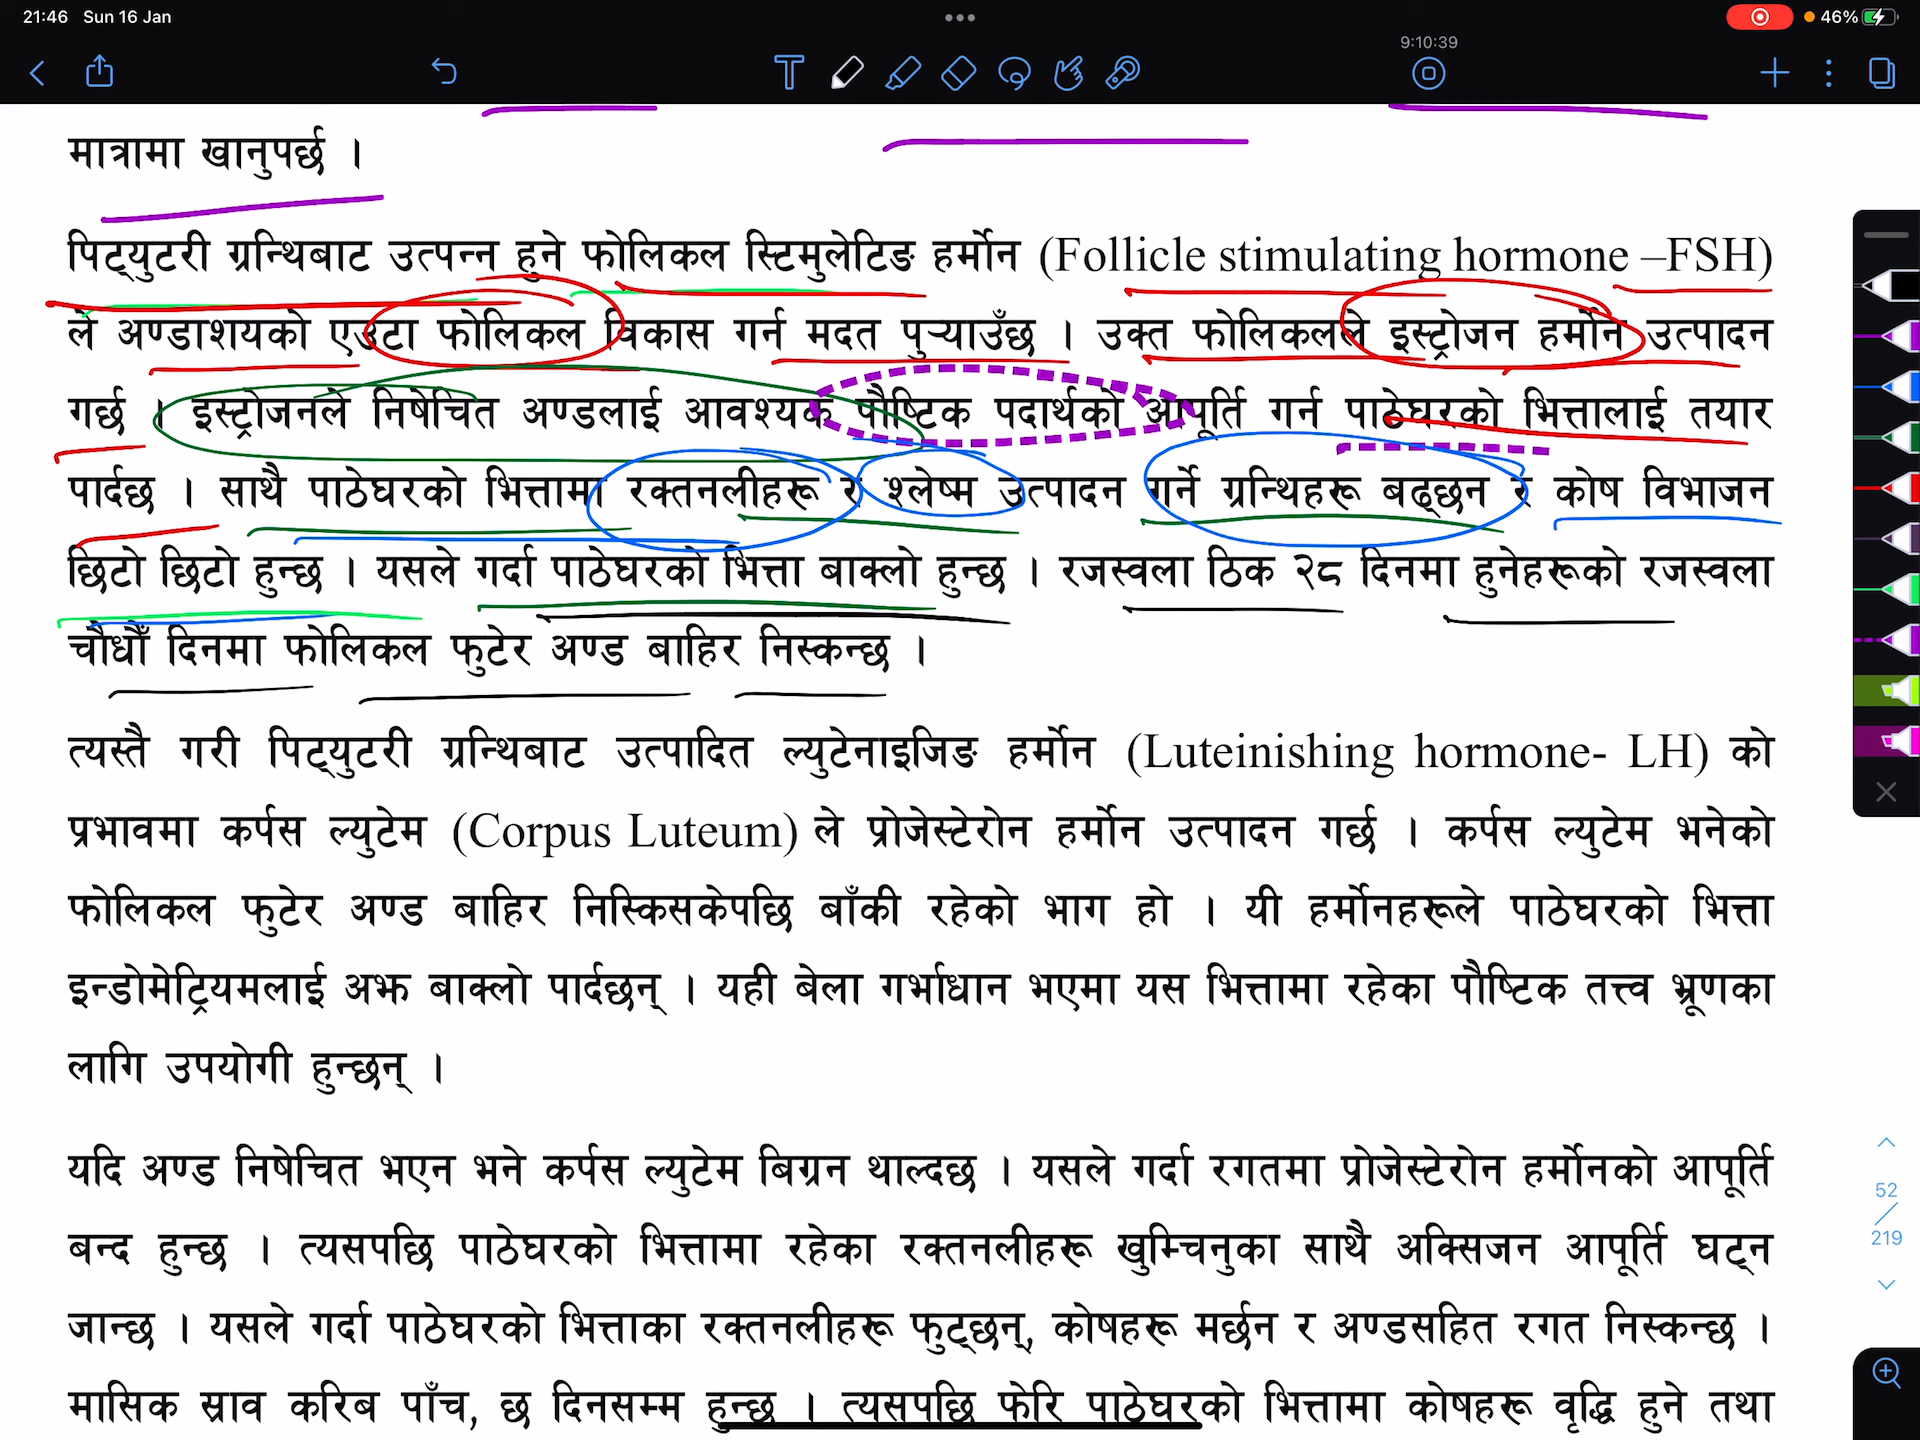 21:46 Sun 16 Jan
46%
9:10:39
मात्रामा खानुपर्छ ।
पिट्युटरी ग्रन्थिबाट उत्पन्न हुने फोलिकल स्टिमुलेटिङ हर्मोन (Follicle stimulating hormone –FSH)
ले अण्डाशयको एउटा फोलिकल विकास गर्न मदत पुऱ्याउँछ । उक्त फोलिकलले इस्ट्रोजन हर्मोन उत्पादन
गर्छ । इस्ट्रोजनले निषेचित अण्डलाई आवश्यक पौष्टिक पदार्थको आपूर्ति गर्न पाठेघरको भित्तालाई तयार
पार्दछ । साथै पाठेघरको भित्तामा रक्तनलीहरू र श्लेष्म उत्पादन गर्ने ग्रन्थिहरू बढ्छन र कोष विभाजन
छिटो छिटो हुन्छ । यसले गर्दा पाठेघरको भित्ता बाक्लो हुन्छ । रजस्वला ठिक २८ दिनमा हुनेहरूको रजस्वला
चौधौँ दिनमा फोलिकल फुटेर अण्ड बाहिर निस्कन्छ ।
त्यस्तै गरी पिट्युटरी ग्रन्थिबाट उत्पादित ल्युटेनाइजिङ हर्मोन (Luteinishing hormone- LH) को
प्रभावमा कर्पस ल्युटेम (Corpus Luteum) ले प्रोजेस्टेरोन हर्मोन उत्पादन गर्छ । कर्पस ल्युटेम भनेको
फोलिकल फुटेर अण्ड बाहिर निस्किसकेपछि बाँकी रहेको भाग हो । यी हर्मोनहरूले पाठेघरको भित्ता
इन्डोमेट्रियमलाई अझ बाक्लो पार्दछन् । यही बेला गर्भाधान भएमा यस भित्तामा रहेका पौष्टिक तत्त्व भ्रूणका
लागि उपयोगी हुन्छन् ।
यदि अण्ड निषेचित भएन भने कर्पस ल्युटेम बिग्रन थाल्दछ । यसले गर्दा रगतमा प्रोजेस्टेरोन हर्मोनको आपूर्ति
बन्द हुन्छ । त्यसपछि पाठेघरको भित्तामा रहेका रक्तनलीहरू खुम्चिनुका साथै अक्सिजन आपूर्ति घट्न
जान्छ । यसले गर्दा पाठेघरको भित्ताका रक्तनलीहरू फुट्छन्, कोषहरू मर्छन र अण्डसहित रगत निस्कन्छ ।
मासिक स्राव करिब पाँच, छ दिनसम्म हुन्छ । त्यसपछि फेरि पाठेघरको भित्तामा कोषहरू वृद्धि हुने तथा
52
219